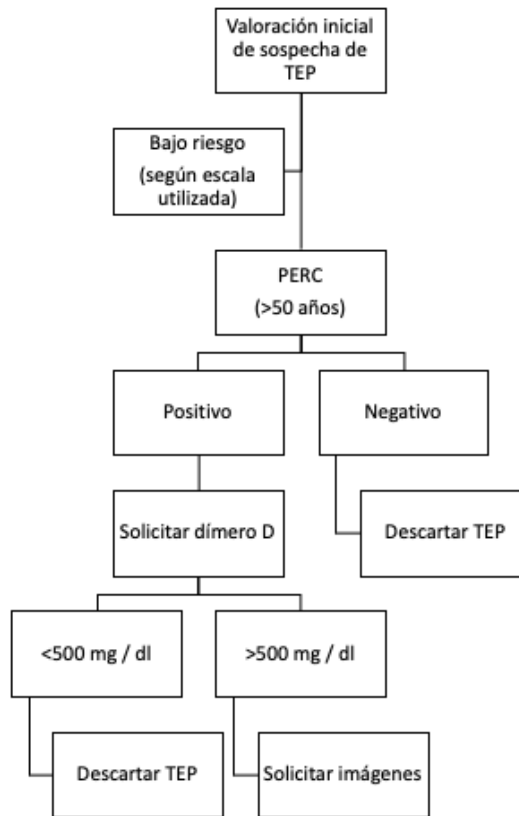 Valoración inicial
de sospecha de
TEP
Bajo riesgo
(según escala
utilizada)
PERC
(>50 años)
Positivo
Negativo
Solicitar dímero D
Descartar TEP
<500 mg / dl
>500 mg / dl
Descartar TEP
Solicitar imágenes